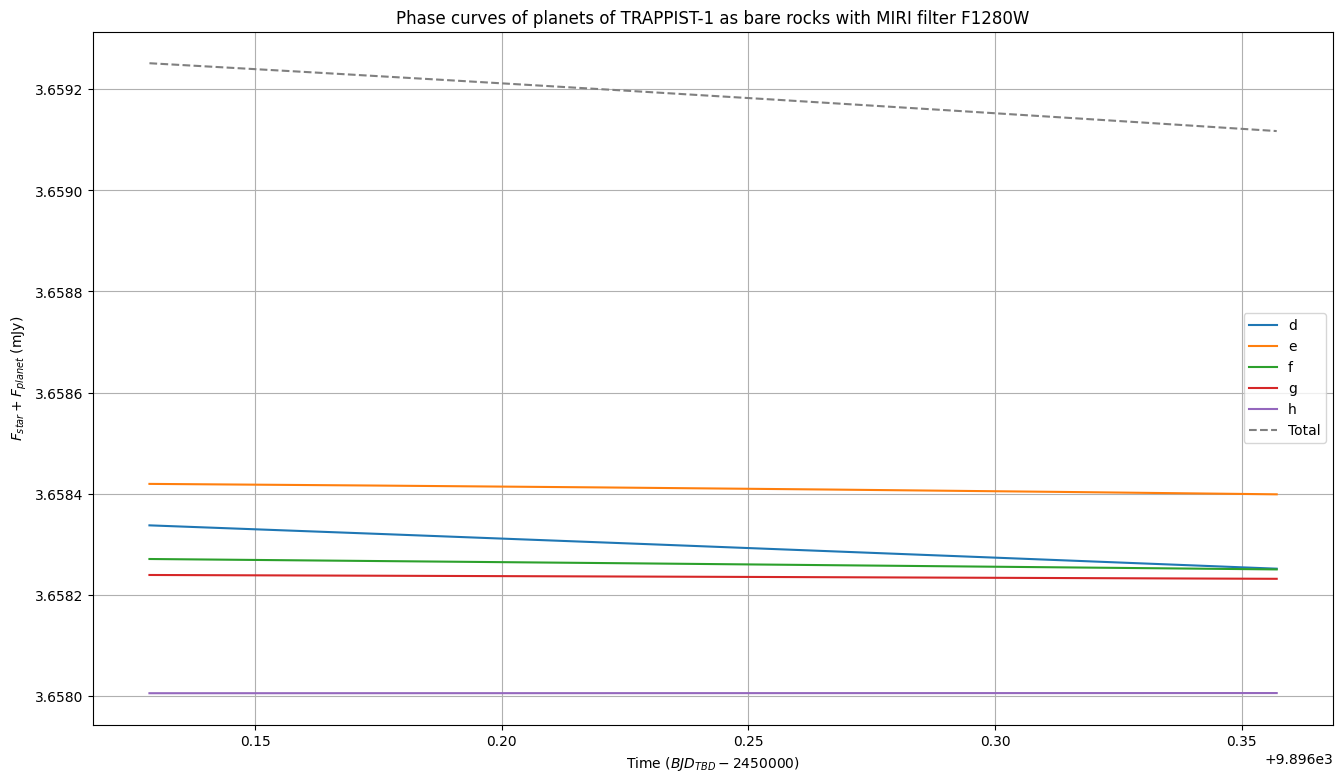 Phase curves of planets of TRAPPIST-1 as bare rocks with MIRI filter F1280W
3.6592
3.6590
3.6588
3.6586
3.6584
3.6582
3.6580
F_star + F_planet (mJy)
d
e
f
g
h
Total
0.15
0.20
0.25
0.30
0.35
+9.896e3
Time (BJD_TBD − 2450000)